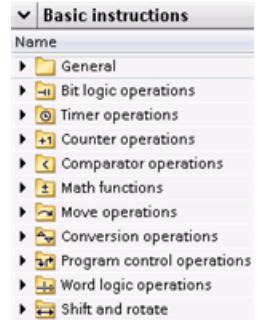 Basic instructions
Name
General
Bit logic operations
Timer operations
Counter operations
Comparator operations
Math functions
Move operations
Conversion operations
Program control operations
Word logic operations
Shift and rotate